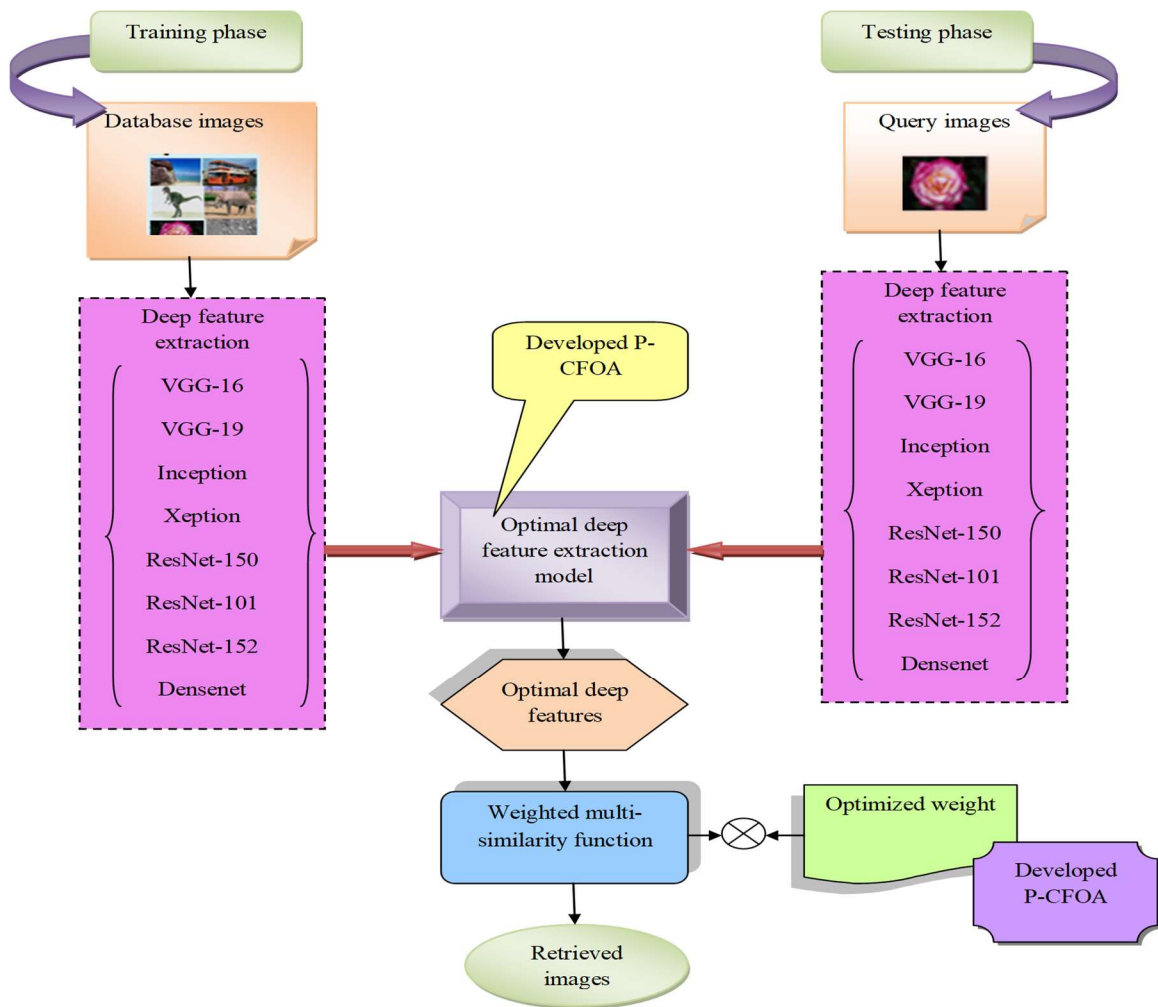 Training phase
Testing phase
Database images
Query images
Deep feature
extraction
VGG-16
VGG-19
Inception
Xeption
ResNet-150
ResNet-101
ResNet-152
Densenet
Developed P-
CFOA
Optimal deep
feature extraction
model
Deep feature
extraction
VGG-16
VGG-19
Inception
Xeption
ResNet-150
ResNet-101
ResNet-152
Densenet
Optimal deep
features
Weighted multi-
similarity function
Optimized weight
Developed
P-CFOA
Retrieved
images